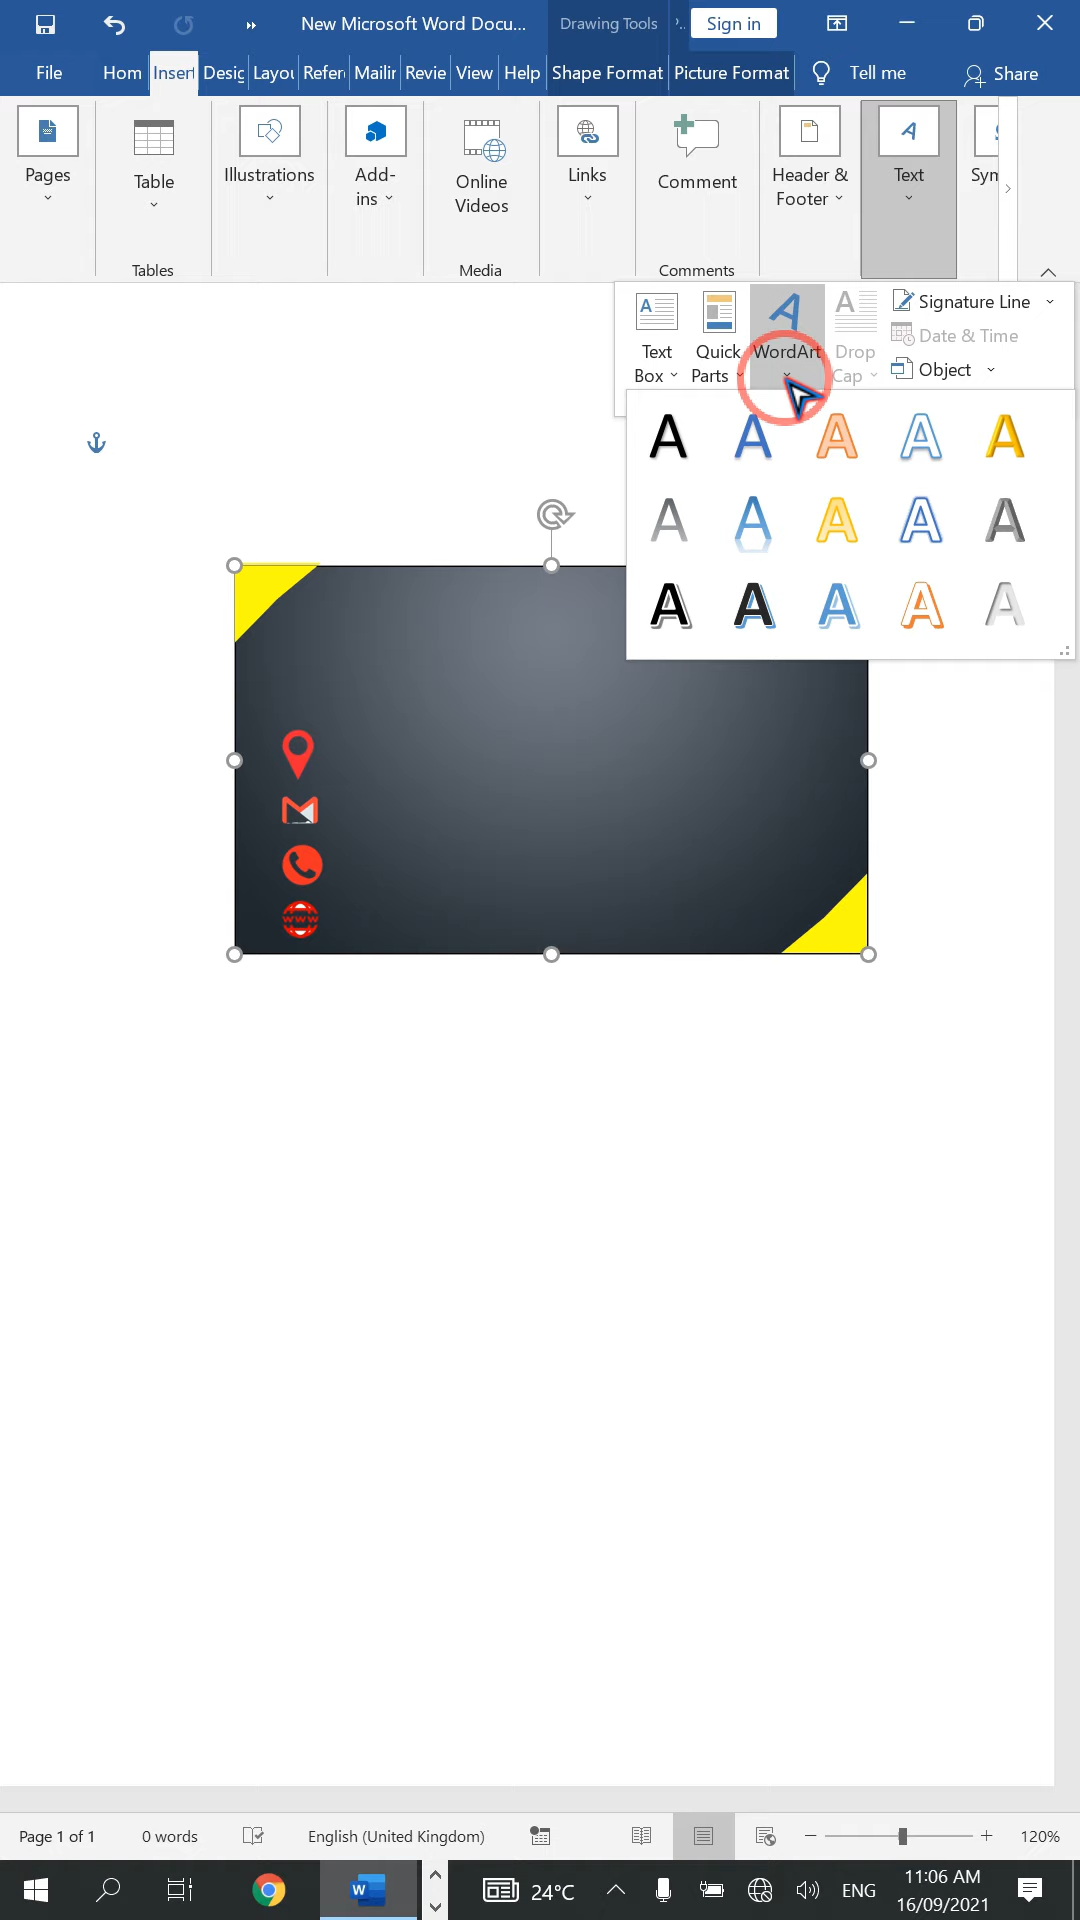 New Microsoft Word Docu...
Drawing Tools
Sign in
File
Hom
Insert
Desig
Layou
Refer
Mailin
Revie
View
Help
Shape Format
Picture Format
Tell me
Share
Pages
Table
Illustrations
Add-
ins
Online
Videos
Links
Comment
Header &
Footer
Text
Sym
Tables
Media
Comments
Text
Box
Quick
Parts
WordArt
Drop
Cap
Signature Line
Date & Time
Object
A A A A A
A A A A A
A A A A A
WWW
Page 1 of 1
0 words
English (United Kingdom)
120%
24°C
ENG
11:06 AM
16/09/2021